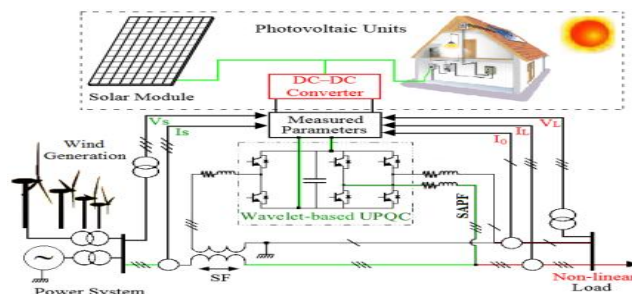 Photovoltaic Units
Solar Module
DC–DC
Converter
Measured
Parameters
Vs
Is
VL
IL
I0
Wind
Generation
Wavelet-based UPQC
SAPF
SF
Power System
Non-linear
Load